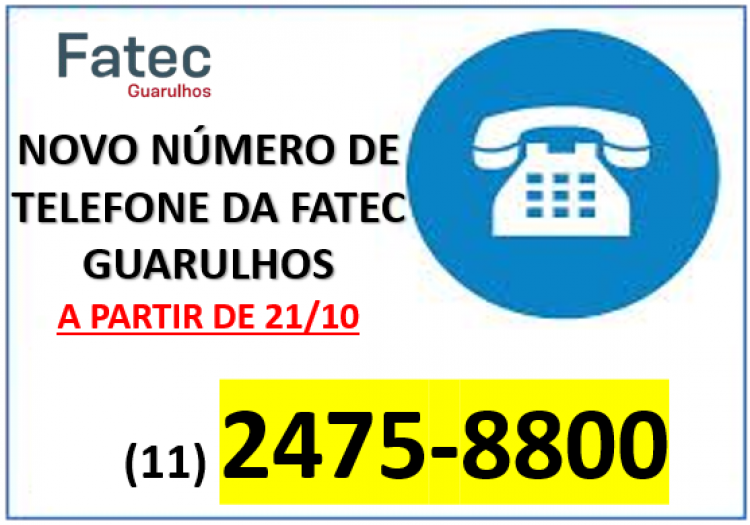 Fatec
Guarulhos
NOVO NÚMERO DE
TELEFONE DA FATEC
GUARULHOS
A PARTIR DE 21/10
(11) 2475-8800